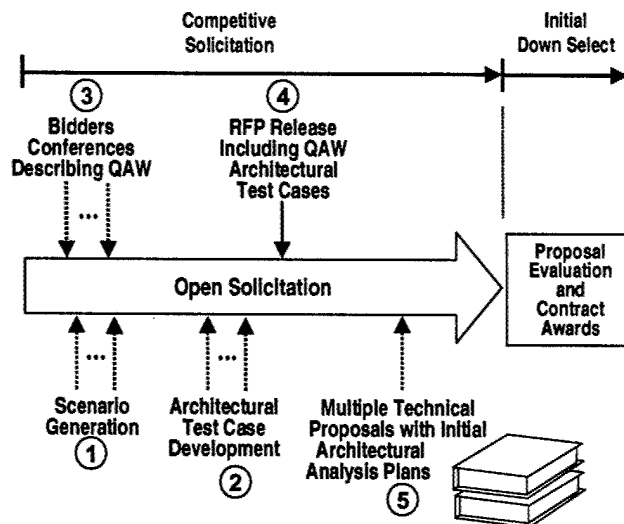 Competitive
Solicitation
Initial
Down Select
3
Bidders
Conferences
Describing QAW
...
4
RFP Release
Including QAW
Architectural
Test Cases
Open Solicitation
Proposal
Evaluation
and
Contract
Awards
...
Scenario
Generation
1
...
Architectural
Test Case
Development
2
Multiple Technical
Proposals with Initial
Architectural
Analysis Plans
5